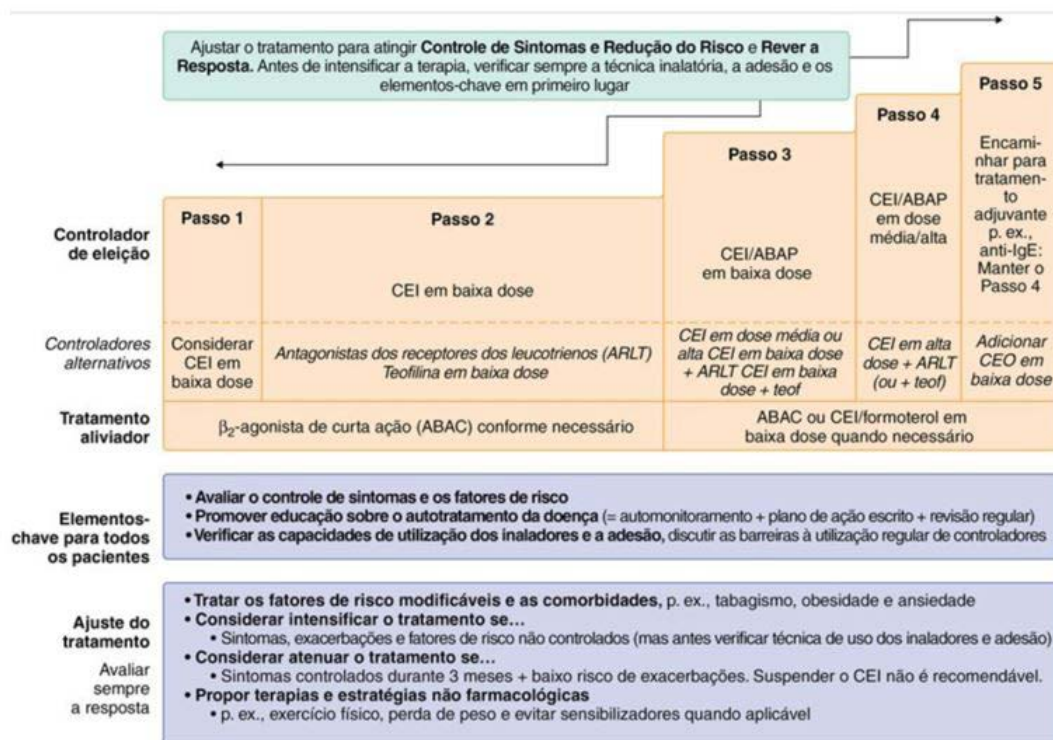 Ajustar o tratamento para atingir Controle de Sintomas e Redução do Risco e Rever a
Resposta. Antes de intensificar a terapia, verificar sempre a técnica inalatória, a adesão e os
elementos-chave em primeiro lugar
Controlador
de eleição
Passo 1
Passo 2
CEI em baixa dose
Passo 3
CEI/ABAP
em baixa dose
Passo 4
CEI/ABAP
em dose
média/alta
Passo 5
Encami-
nhar para
tratamen-
to
adjuvante
p. ex.,
anti-IgE:
Manter o
Passo 4
Controladores
alternativos
Considerar
CEI em
baixa dose
Antagonistas dos receptores dos leucotrienos (ARLT)
Teofilina em baixa dose
CEI em dose média ou
alta CEI em baixa dose
+ ARLT CEI em baixa
dose + teof
CEI em alta
dose + ARLT
(ou + teof)
Adicionar
CEO em
baixa dose
Tratamento
aliviador
β₂-agonista de curta ação (ABAC) conforme necessário
ABAC ou CEI/formoterol em
baixa dose quando necessário
Elementos-
chave para todos
os pacientes
• Avaliar o controle de sintomas e os fatores de risco
• Promover educação sobre o autotratamento da doença (= automonitoramento + plano de ação escrito + revisão regular)
• Verificar as capacidades de utilização dos inaladores e a adesão, discutir as barreiras à utilização regular de controladores
Ajuste do
tratamento
Avaliar
sempre
a resposta
• Tratar os fatores de risco modificáveis e as comorbidades, p. ex., tabagismo, obesidade e ansiedade
• Considerar intensificar o tratamento se...
• Sintomas, exacerbações e fatores de risco não controlados (mas antes verificar técnica de uso dos inaladores e adesão)
• Considerar atenuar o tratamento se...
• Sintomas controlados durante 3 meses + baixo risco de exacerbações. Suspender o CEI não é recomendável.
• Propor terapias e estratégias não farmacológicas
• p. ex., exercício físico, perda de peso e evitar sensibilizadores quando aplicável